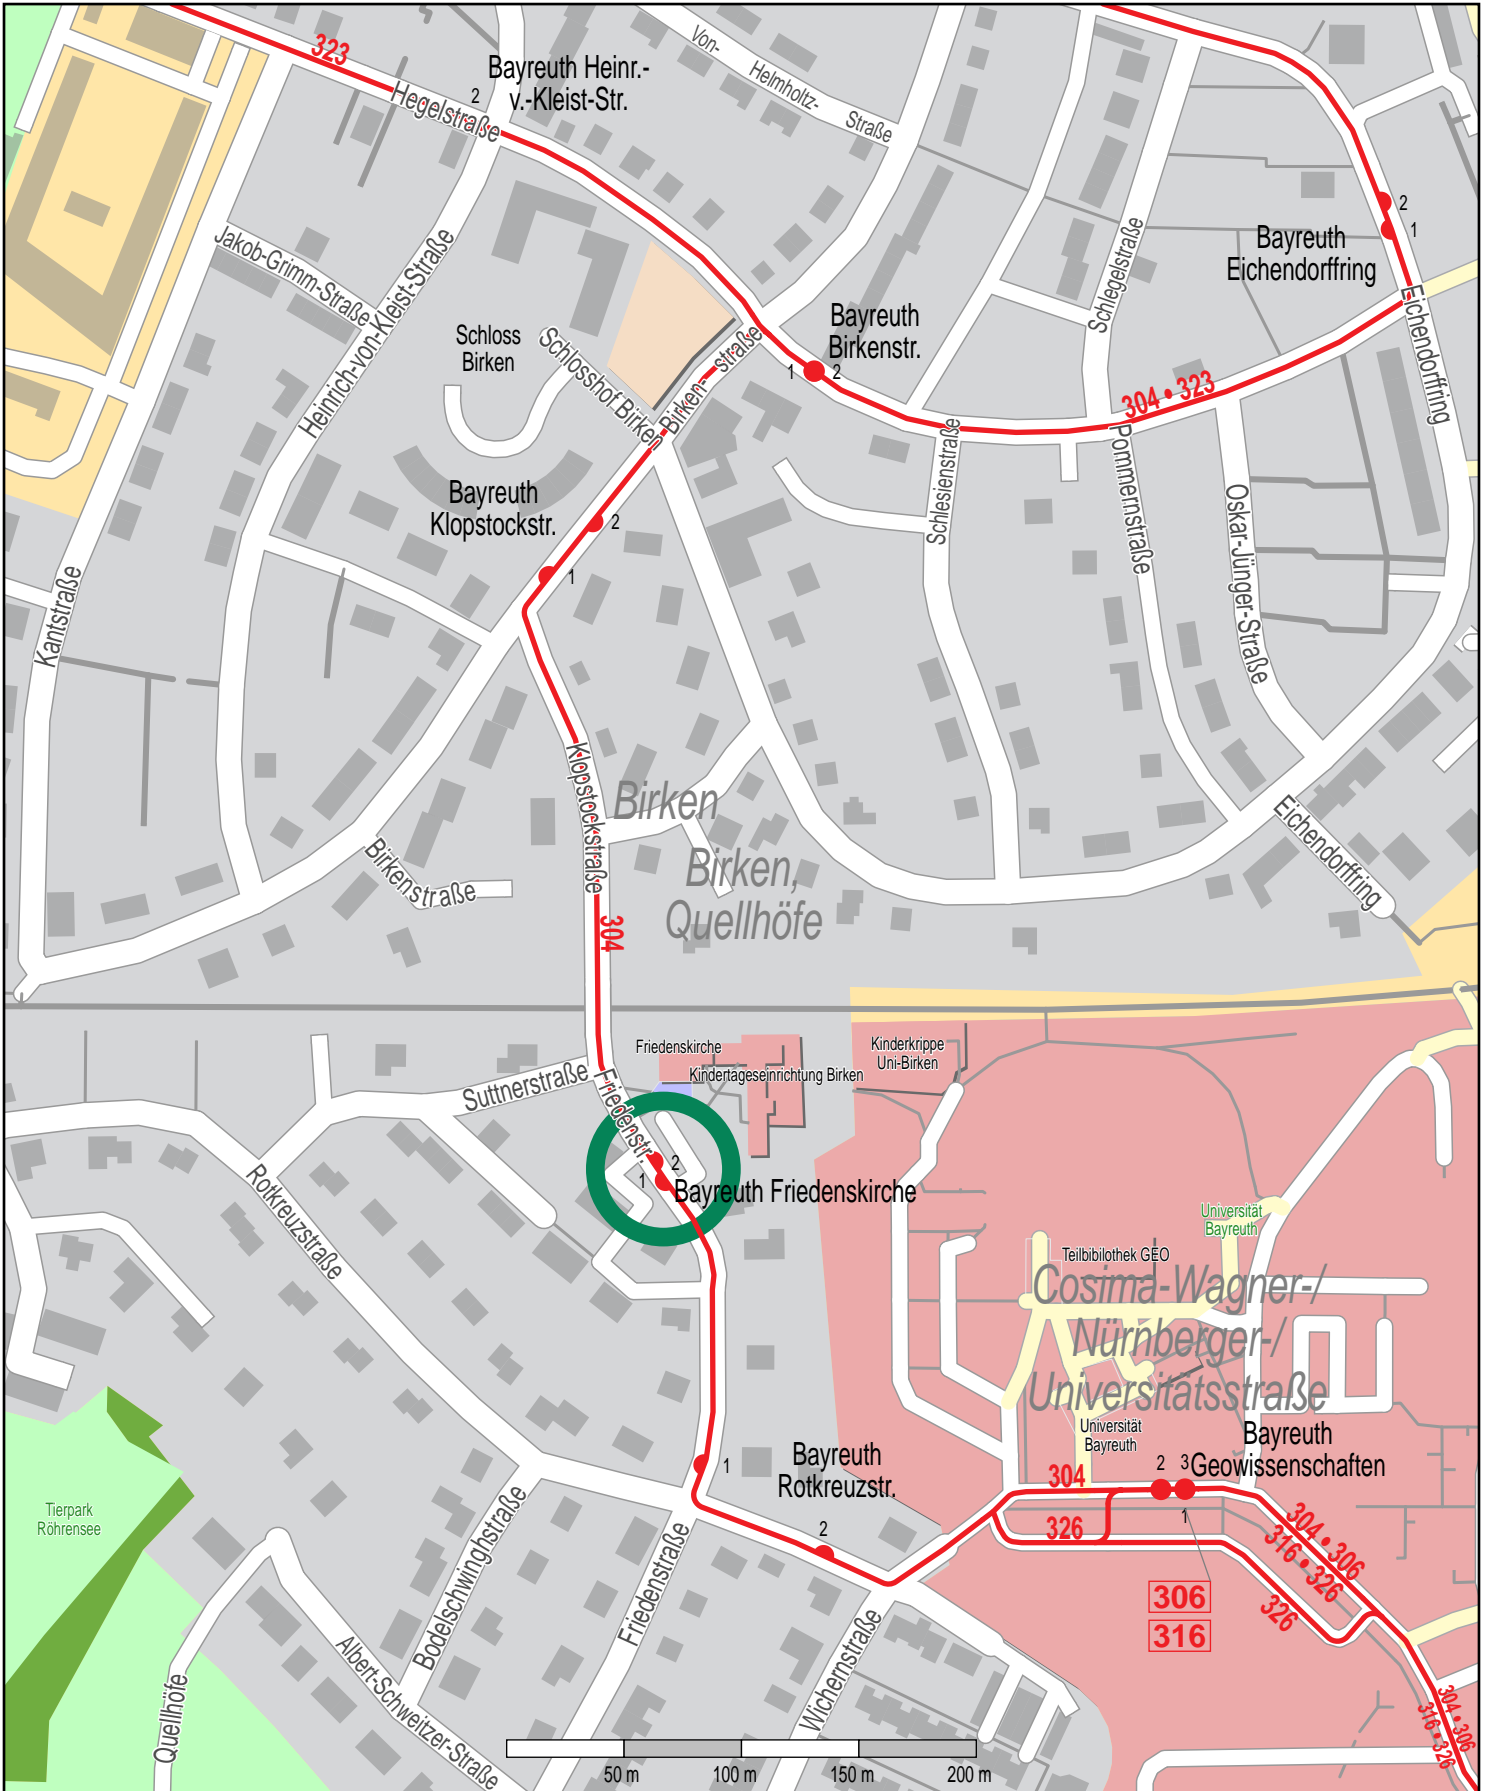 323
Hegelstraße
2
Bayreuth Heinr.-
v.-Kleist-Str.
Von-
Helmholtz-
Straße
2
1
Bayreuth
Eichendorffring
Eichendorffring
Schlegelstraße
Jakob-Grimm-Straße
Heinrich-von-Kleist-Straße
Schloss
Birken
Schlosshof Birken
Birken-
straße
Bayreuth
Birkenstr.
1
2
304 • 323
Bayreuth
Klopstockstr.
2
1
Schlesienstraße
Pommernstraße
Oskar-Jünger-Straße
Kantstraße
Klopstockstraße
Birken
Birken,
Quellhöfe
Birkenstraße
304
Eichendorffring
Friedenskirche
Kindertageseinrichtung Birken
Kinderkrippe
Uni-Birken
Suttnerstraße
Friedenstr.
2
1
Bayreuth Friedenskirche
Rotkreuzstraße
Universität
Bayreuth
Teilbibilothek GEO
Cosima-Wagner-/
Nürnberger-/
Universitätsstraße
Universität
Bayreuth
Bayreuth
Geowissenschaften
2
3
1
304
326
304 • 306
316 • 326
326
306
316
304 • 306
316 • 326
1
Bayreuth
Rotkreuzstr.
2
Tierpark
Röhrensee
Bodelschwinghstraße
Friedenstraße
Wichernstraße
Albert-Schweitzer-Straße
Quellhöfe
50 m
100 m
150 m
200 m